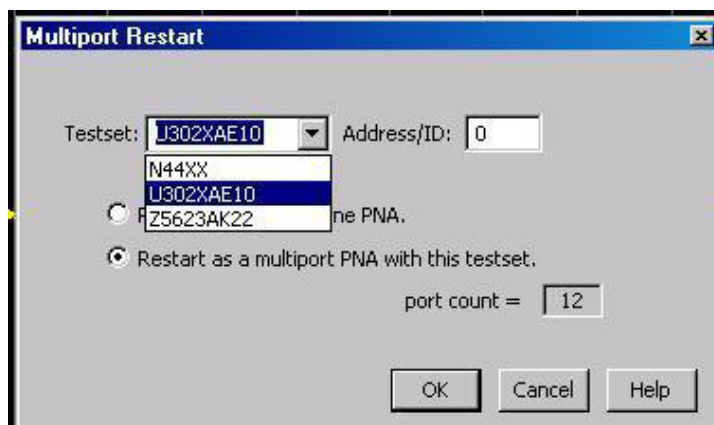 Multiport Restart
Testset: U302XAE10 Address/ID: 0
N44XX
U302XAE10
Z5623AK22
ne PNA.
Restart as a multiport PNA with this testset.
port count = 12
OK Cancel Help